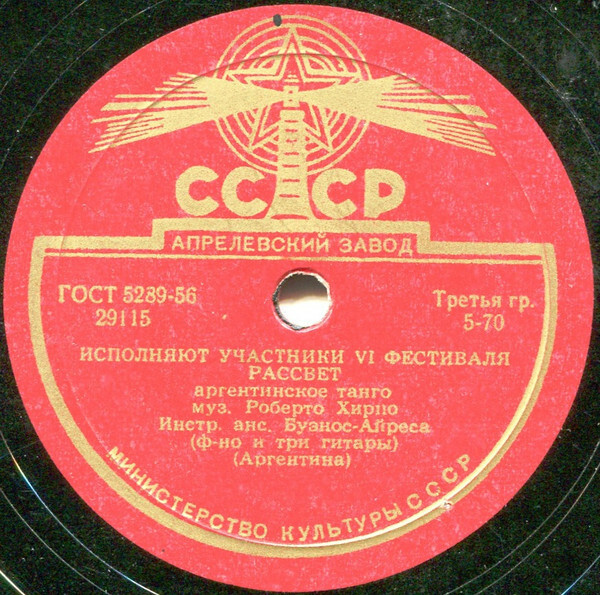 СССР
АПРЕЛЕВСКИЙ ЗАВОД
ГОСТ 5289-56
29115
Третья гр.
5-70
ИСПОЛНЯЮТ УЧАСТНИКИ VI ФЕСТИВАЛЯ
РАССВЕТ
аргентинское танго
муз. Роберто Хирпо
Инстр. анс. Буэнос-Айреса
(ф-но и три гитары)
(Аргентина)
МИНИСТЕРСТВО КУЛЬТУРЫ СССР